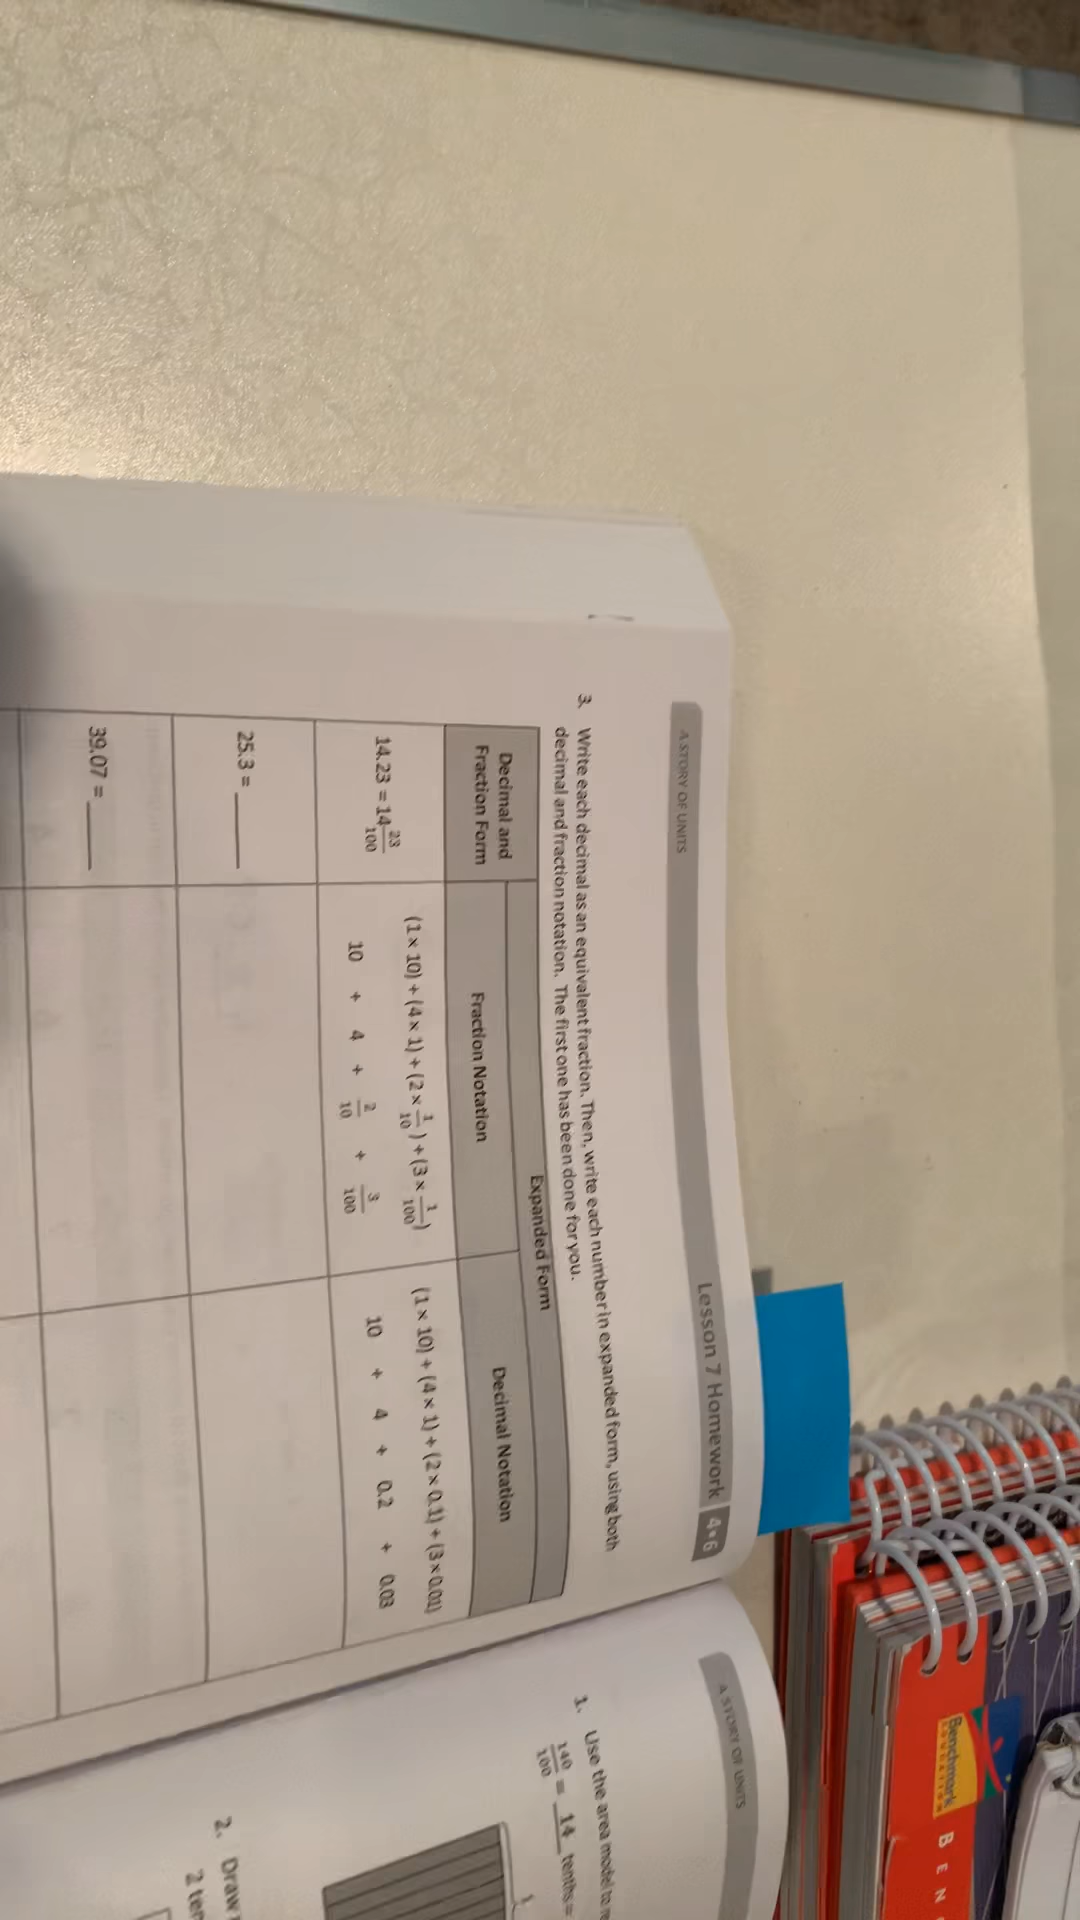 A STORY OF UNITS
Lesson 7 Homework 4•6
3. Write each decimal as an equivalent fraction. Then, write each number in expanded form, using both
decimal and fraction notation. The first one has been done for you.
Expanded Form
Decimal and
Fraction Form
Fraction Notation
Decimal Notation
14.23 = 14 23/100
(1 × 10) + (4 × 1) + (2 × 1/10) + (3 × 1/100)
10 + 4 + 2/10 + 3/100
(1 × 10) + (4 × 1) + (2 × 0.1) + (3 × 0.01)
10 + 4 + 0.2 + 0.03
25.3 = ______
39.07 = ______
A STORY OF UNITS
1. Use the area model to
140/100 = 14 tenths =
1
2. Draw
2
Benchmark
EDUCATION
BEN